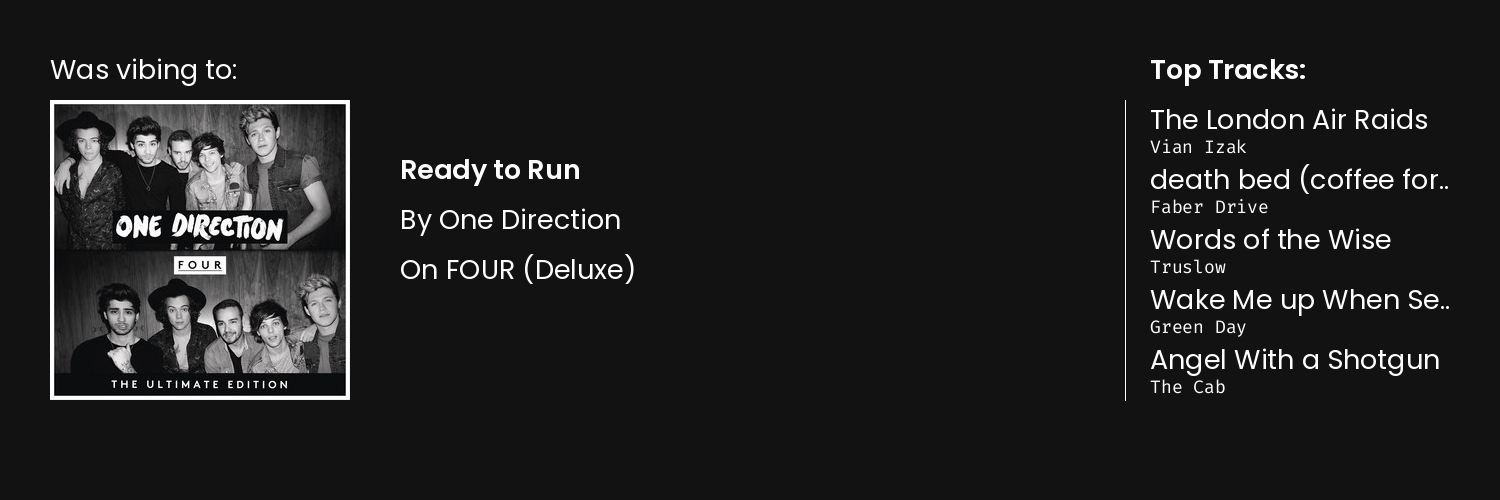 Was vibing to:
ONE DIRECTION
FOUR
THE ULTIMATE EDITION
Ready to Run
By One Direction
On FOUR (Deluxe)
Top Tracks:
The London Air Raids
Vian Izak
death bed (coffee for..
Faber Drive
Words of the Wise
Truslow
Wake Me up When Se..
Green Day
Angel With a Shotgun
The Cab